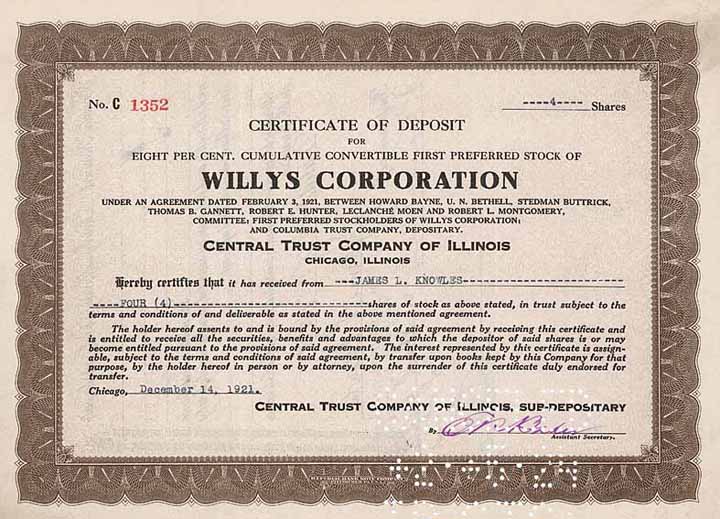 No. C 1352
----4---- Shares
CERTIFICATE OF DEPOSIT
FOR
EIGHT PER CENT. CUMULATIVE CONVERTIBLE FIRST PREFERRED STOCK OF
WILLYS CORPORATION
UNDER AN AGREEMENT DATED FEBRUARY 3, 1921, BETWEEN HOWARD BAYNE, U. N. BETHELL, STEDMAN BUTTRICK,
THOMAS B. GANNETT, ROBERT E. HUNTER, LECLANCHÉ MOEN AND ROBERT L. MONTGOMERY,
COMMITTEE: FIRST PREFERRED STOCKHOLDERS OF WILLYS CORPORATION:
AND COLUMBIA TRUST COMPANY, DEPOSITARY.
CENTRAL TRUST COMPANY OF ILLINOIS
CHICAGO, ILLINOIS
Hereby certifies that it has received from ---JAMES L. KNOWLES---
----FOUR (4)---- shares of stock as above stated, in trust subject to the
terms and conditions of and deliverable as stated in the above mentioned agreement.
The holder hereof assents to and is bound by the provisions of said agreement by receiving this certificate and
is entitled to receive all the securities, benefits and advantages to which the depositor of said shares is or may
become entitled pursuant to the provisions of said agreement. The interest represented by this certificate is assign-
able, subject to the terms and conditions of said agreement, by transfer upon books kept by this Company for that
purpose, by the holder hereof in person or by attorney, upon the surrender of this certificate duly endorsed for
transfer.
Chicago, December 14, 1921.
CENTRAL TRUST COMPANY OF ILLINOIS, SUB-DEPOSITARY
By
Assistant Secretary.